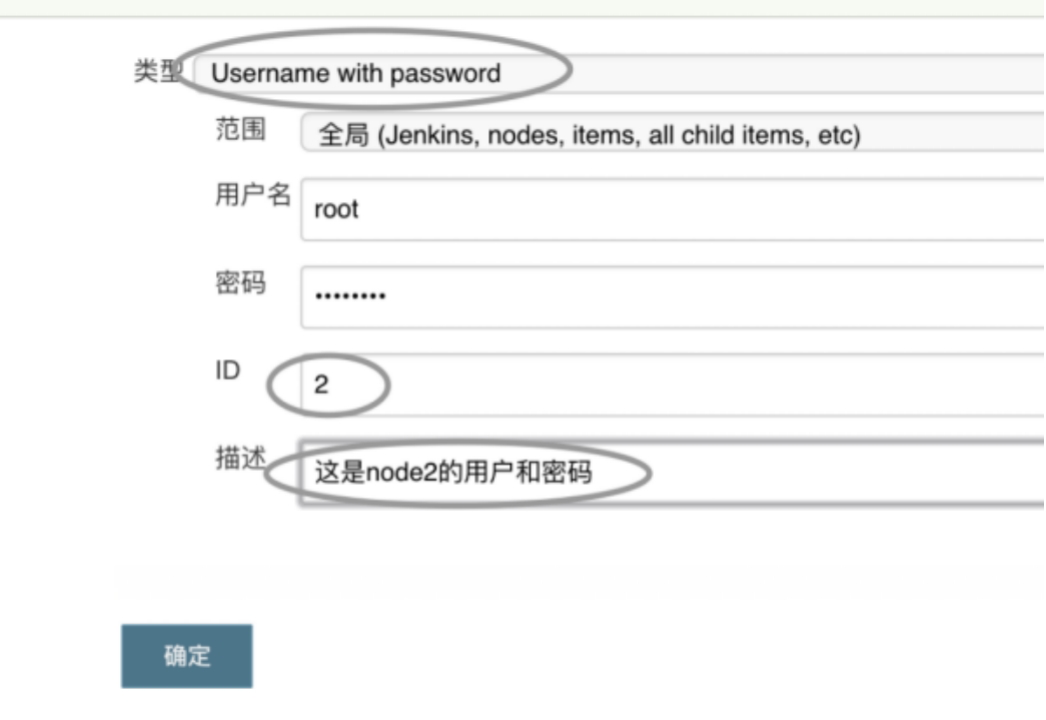 类型 Username with password
范围 全局 (Jenkins, nodes, items, all child items, etc)
用户名 root
密码 ••••••••
ID 2
描述 这是node2的用户和密码
确定